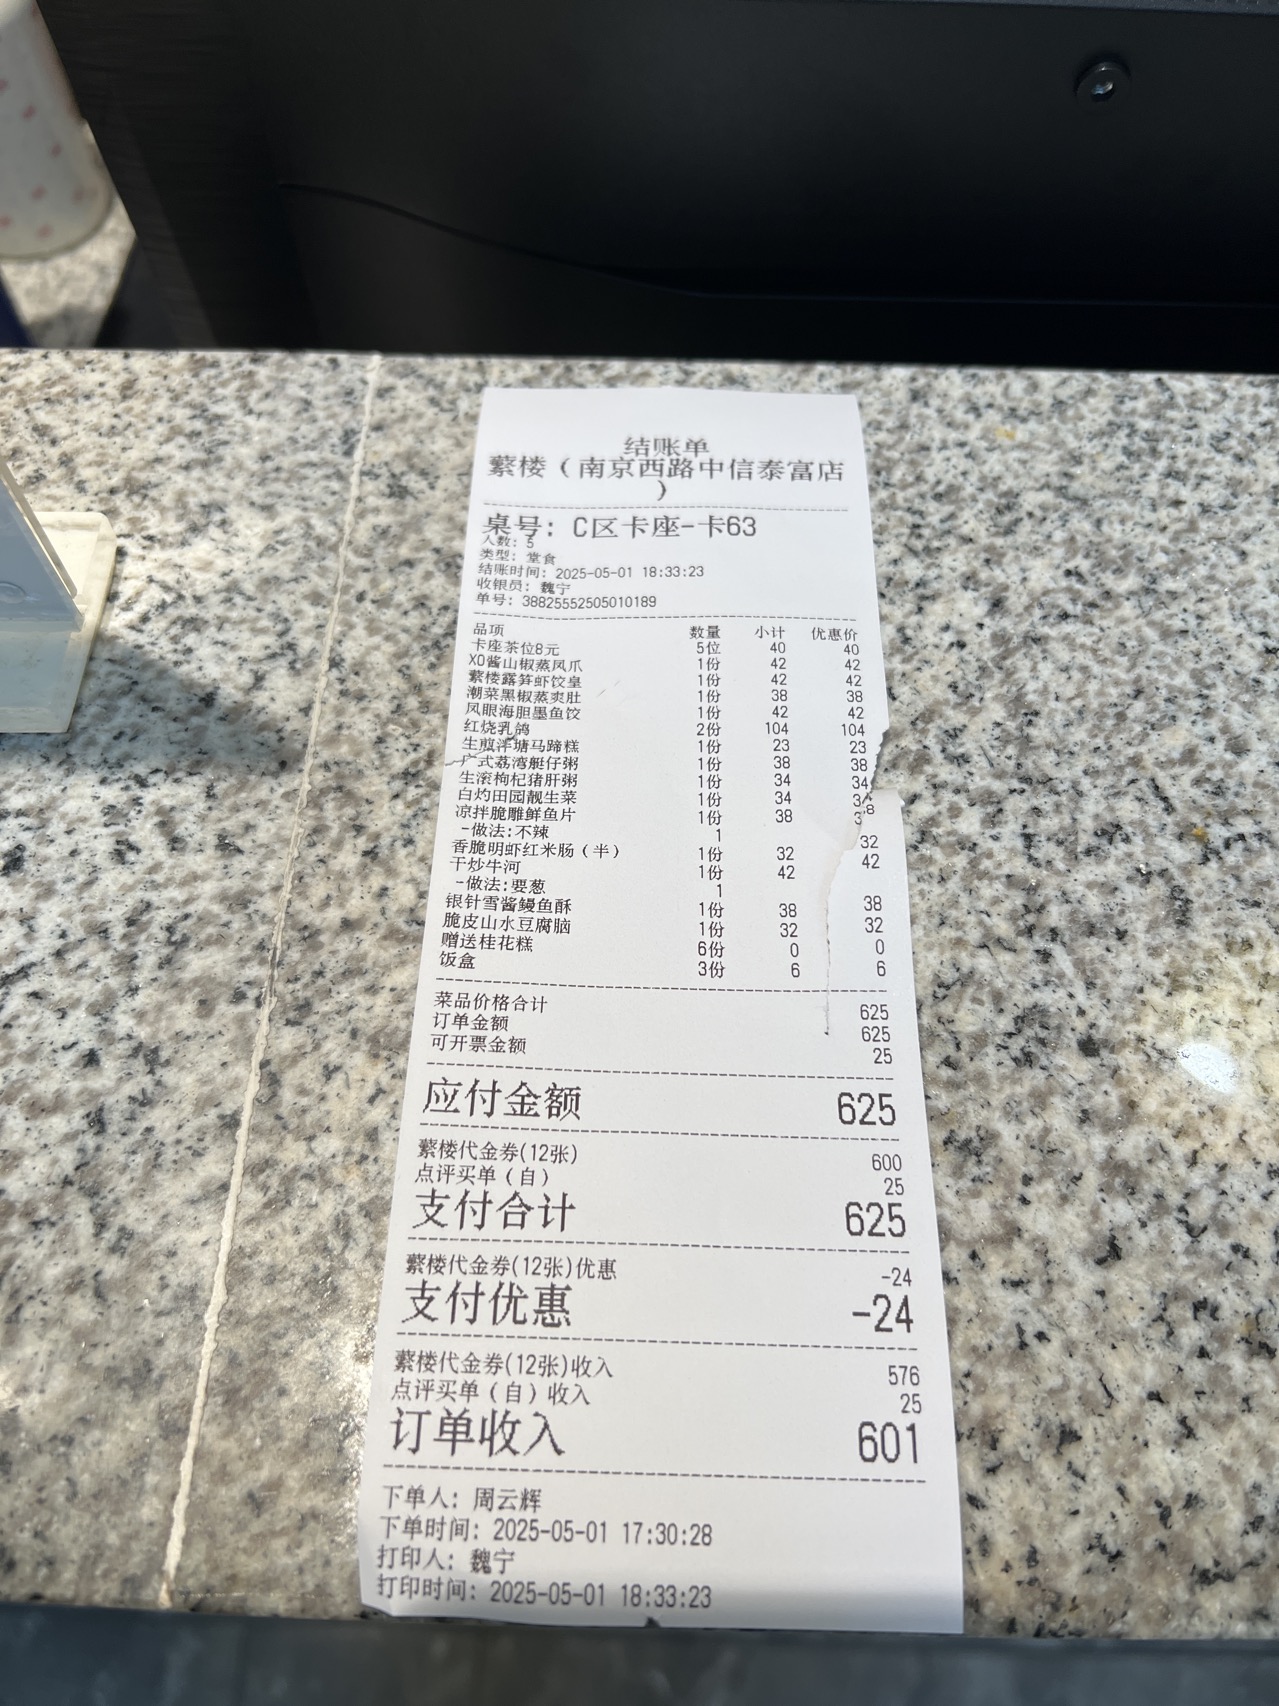 结账单
蘩楼（南京西路中信泰富店
）
桌号: C区卡座-卡63
人数: 5
类型: 堂食
结账时间: 2025-05-01 18:33:23
收银员: 魏宁
单号: 38825552505010189
品项 数量 小计 优惠价
卡座茶位8元 5位 40 40
XO酱山椒蒸凤爪 1份 42 42
蘩楼露笋虾饺皇 1份 42 42
潮菜黑椒蒸爽肚 1份 38 38
凤眼海胆墨鱼饺 1份 42 42
红烧乳鸽 2份 104 104
生煎泮塘马蹄糕 1份 23 23
广式荔湾艇仔粥 1份 38 38
生滚枸杞猪肝粥 1份 34 34
白灼田园靓生菜 1份 34 34
凉拌脆雕鲜鱼片 1份 38 38
-做法:不辣 1
香脆明虾红米肠（半） 1份 32 32
干炒牛河 1份 42 42
-做法:要葱 1
银针雪酱鳗鱼酥 1份 38 38
脆皮山水豆腐脑 1份 32 32
赠送桂花糕 6份 0 0
饭盒 3份 6 6
菜品价格合计 625
订单金额 625
可开票金额 25
应付金额 625
蘩楼代金券(12张) 600
点评买单（自） 25
支付合计 625
蘩楼代金券(12张)优惠 -24
支付优惠 -24
蘩楼代金券(12张)收入 576
点评买单（自）收入 25
订单收入 601
下单人: 周云辉
下单时间: 2025-05-01 17:30:28
打印人: 魏宁
打印时间: 2025-05-01 18:33:23